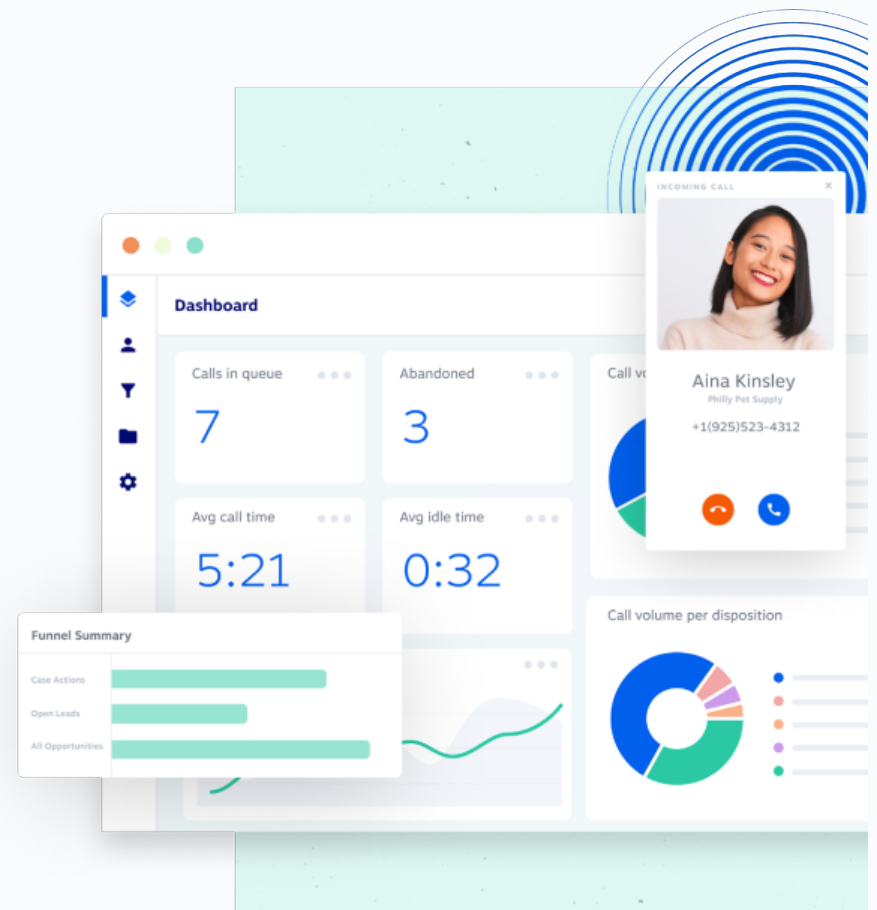 INCOMING CALL
Aina Kinsley
Philly Pet Supply
+1(925)523-4312
Dashboard
Calls in queue
7
Abandoned
3
Call vo
Avg call time
5:21
Avg idle time
0:32
Funnel Summary
Case Actions
Open Leads
All Opportunities
Call volume per disposition